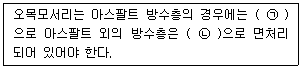 오목모서리는 아스팔트 방수층의 경우에는 ( ㉠ )
으로 아스팔트 외의 방수층은 ( ㉡ )으로 면처리
되어 있어야 한다.